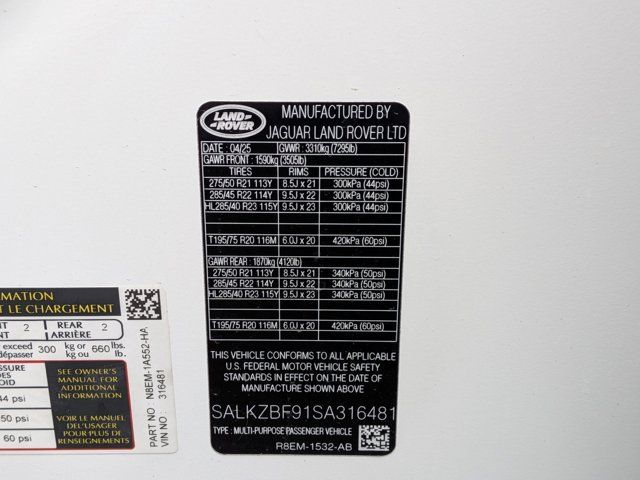 LAND
ROVER
MANUFACTURED BY
JAGUAR LAND ROVER LTD
DATE : 04/25 GVWR : 3310kg (7295lb)
GAWR FRONT : 1590kg (3505lb)
TIRES RIMS PRESSURE (COLD)
275/50 R21 113Y 8.5J x 21 300kPa (44psi)
285/45 R22 114Y 9.5J x 22 300kPa (44psi)
HL285/40 R23 115Y 9.5J x 23 300kPa (44psi)
T195/75 R20 116M 6.0J x 20 420kPa (60psi)
GAWR REAR : 1870kg (4120lb)
275/50 R21 113Y 8.5J x 21 340kPa (50psi)
285/45 R22 114Y 9.5J x 22 340kPa (50psi)
HL285/40 R23 115Y 9.5J x 23 340kPa (50psi)
T195/75 R20 116M 6.0J x 20 420kPa (60psi)
THIS VEHICLE CONFORMS TO ALL APPLICABLE
U.S. FEDERAL MOTOR VEHICLE SAFETY
STANDARDS IN EFFECT ON THE DATE OF
MANUFACTURE SHOWN ABOVE.
SALKZBF91SA316481
TYPE : MULTI-PURPOSE PASSENGER VEHICLE
R8EM-1532-AB
LE CHARGEMENT
2 REAR 2
ARRIÈRE
exceed 300 kg or 660 lbs.
kg ou lb.
SEE OWNER'S
MANUAL FOR
ADDITIONAL
INFORMATION
44 psi
50 psi
60 psi
VOIR LE MANUEL
DE L'USAGER
POUR PLUS DE
RENSEIGNEMENTS
PART NO : N8EM-1A552-HA
VIN NO : 316481